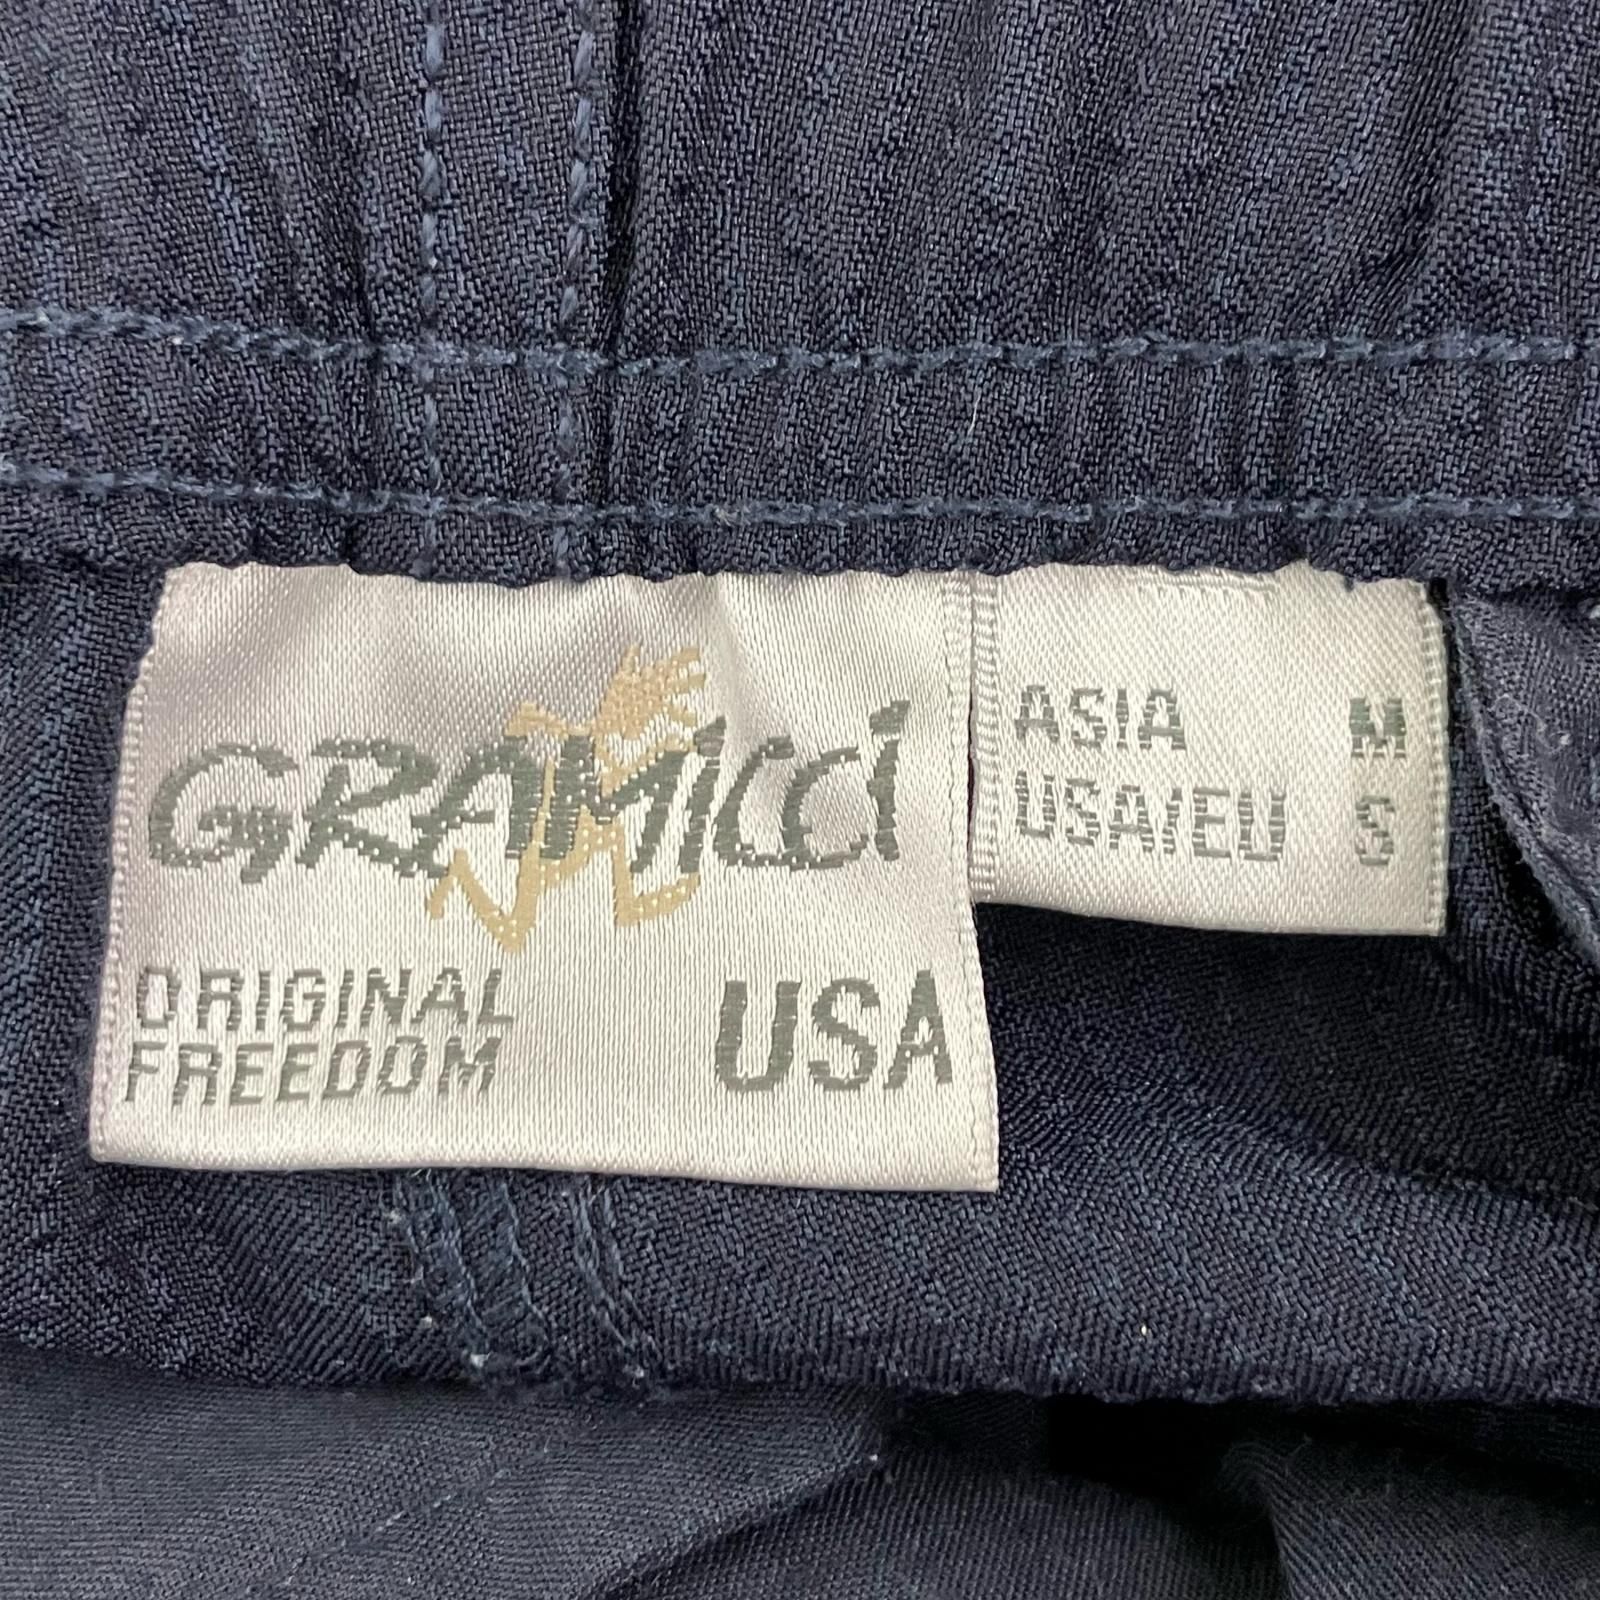 GRAMICCI
ORIGINAL
FREEDOM
USA
ASIA M
USA/EU S